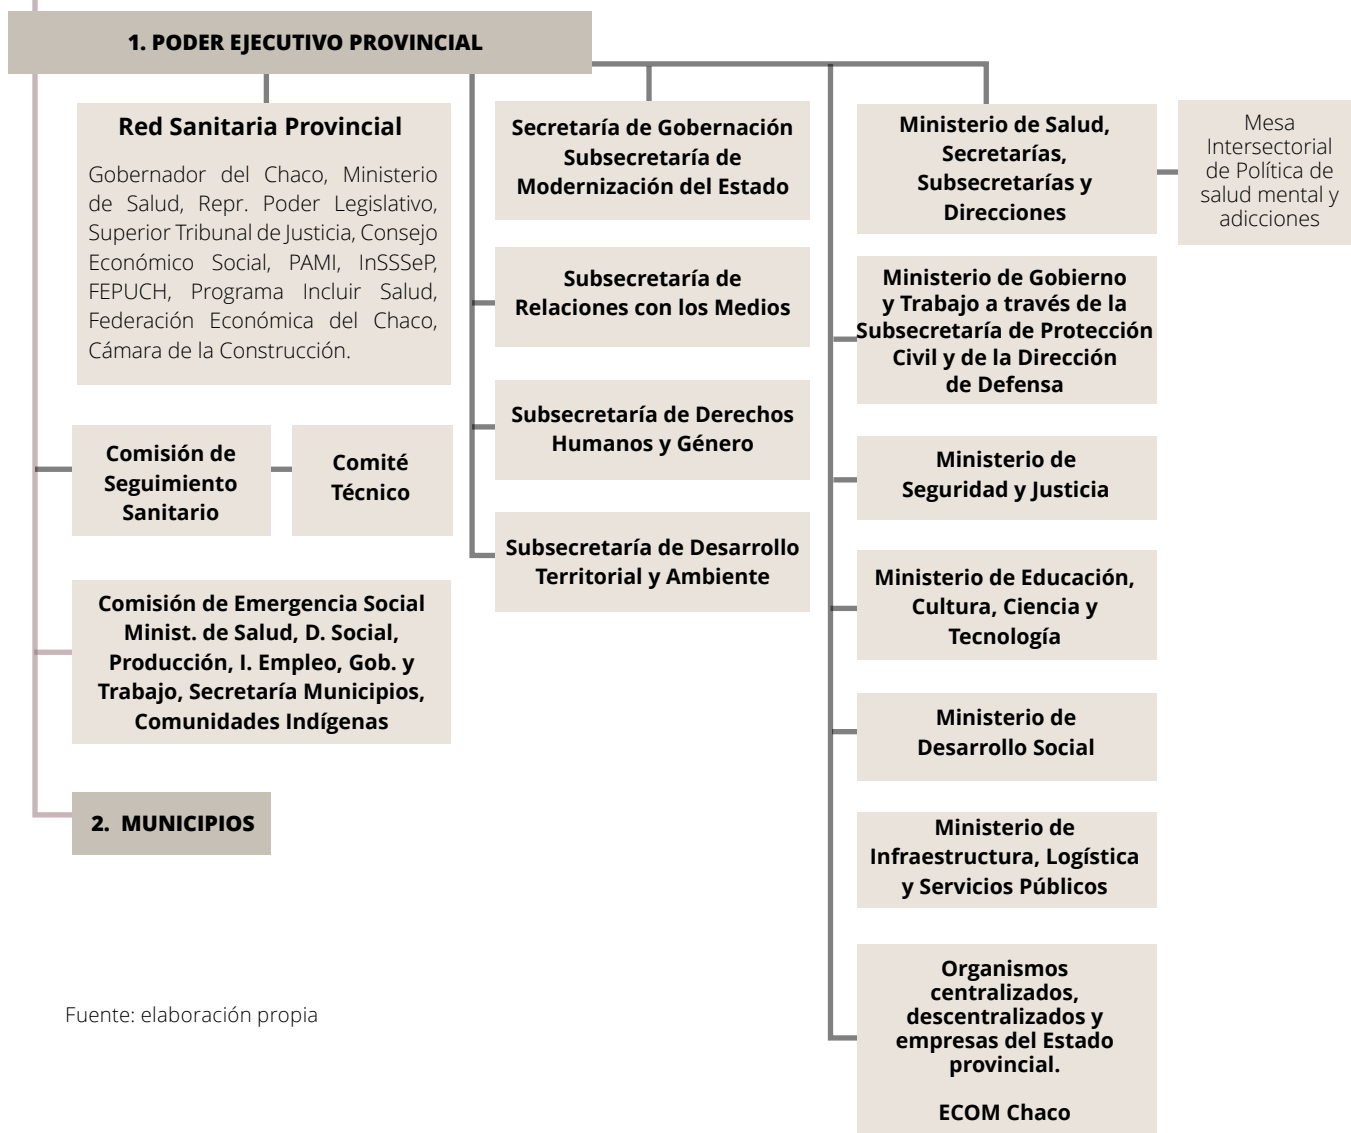 1. PODER EJECUTIVO PROVINCIAL
Red Sanitaria Provincial
Gobernador del Chaco, Ministerio
de Salud, Repr. Poder Legislativo,
Superior Tribunal de Justicia, Consejo
Económico Social, PAMI, InSSSeP,
FEPUCH, Programa Incluir Salud,
Federación Económica del Chaco,
Cámara de la Construcción.
Comisión de
Seguimiento
Sanitario
Comité
Técnico
Comisión de Emergencia Social
Minist. de Salud, D. Social,
Producción, I. Empleo, Gob. y
Trabajo, Secretaría Municipios,
Comunidades Indígenas
2. MUNICIPIOS
Secretaría de Gobernación
Subsecretaría de
Modernización del Estado
Subsecretaría de
Relaciones con los Medios
Subsecretaría de Derechos
Humanos y Género
Subsecretaría de Desarrollo
Territorial y Ambiente
Ministerio de Salud,
Secretarías,
Subsecretarías y
Direcciones
Mesa
Intersectorial
de Política de
salud mental y
adicciones
Ministerio de Gobierno
y Trabajo a través de la
Subsecretaría de Protección
Civil y de la Dirección
de Defensa
Ministerio de
Seguridad y Justicia
Ministerio de Educación,
Cultura, Ciencia y
Tecnología
Ministerio de
Desarrollo Social
Ministerio de
Infraestructura, Logística
y Servicios Públicos
Organismos
centralizados,
descentralizados y
empresas del Estado
provincial.
ECOM Chaco
Fuente: elaboración propia